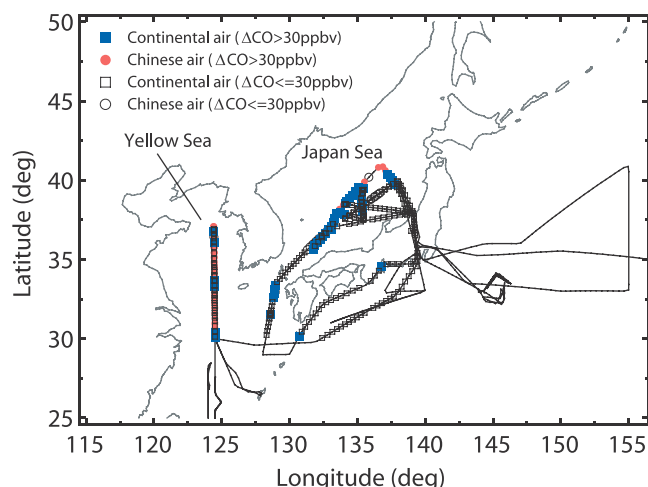 50
45
40
35
30
25
Latitude (deg)
Continental air (ΔCO>30ppbv)
Chinese air (ΔCO>30ppbv)
Continental air (ΔCO<=30ppbv)
Chinese air (ΔCO<=30ppbv)
Yellow Sea
Japan Sea
115 120 125 130 135 140 145 150 155
Longitude (deg)